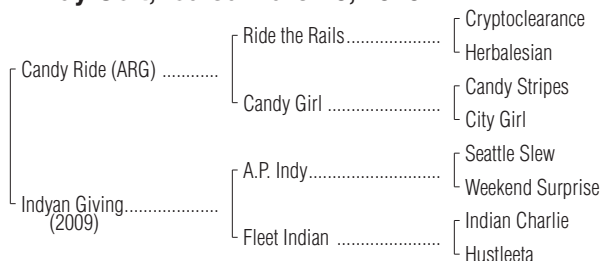 Cryptoclearance
Ride the Rails....................
Herbalesian
Candy Ride (ARG) ............
Candy Stripes
Candy Girl ........................
City Girl
Seattle Slew
A.P. Indy............................
Weekend Surprise
Indyan Giving....................
(2009)
Indian Charlie
Fleet Indian ......................
Hustleeta